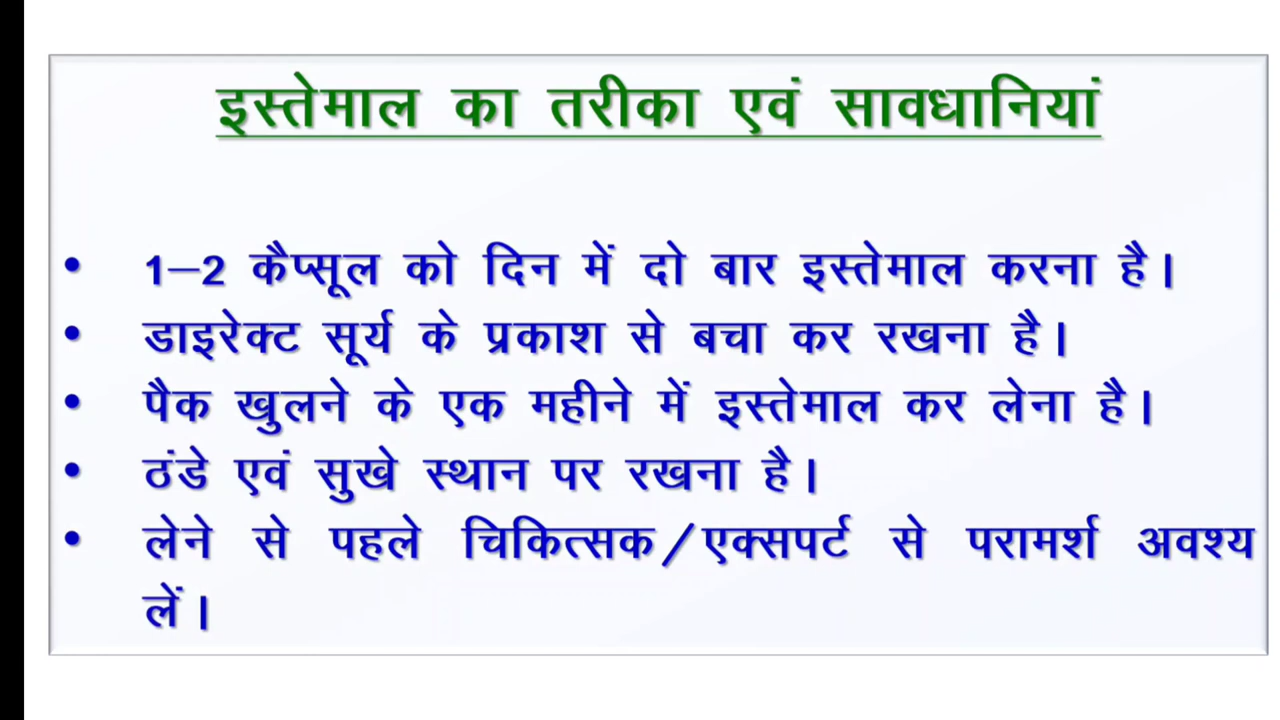 इस्तेमाल का तरीका एवं सावधानियां
• 1–2 कैप्सूल को दिन में दो बार इस्तेमाल करना है।
• डाइरेक्ट सूर्य के प्रकाश से बचा कर रखना है।
• पैक खुलने के एक महीने में इस्तेमाल कर लेना है।
• ठंडे एवं सुखे स्थान पर रखना है।
• लेने से पहले चिकित्सक/एक्सपर्ट से परामर्श अवश्य
लें।